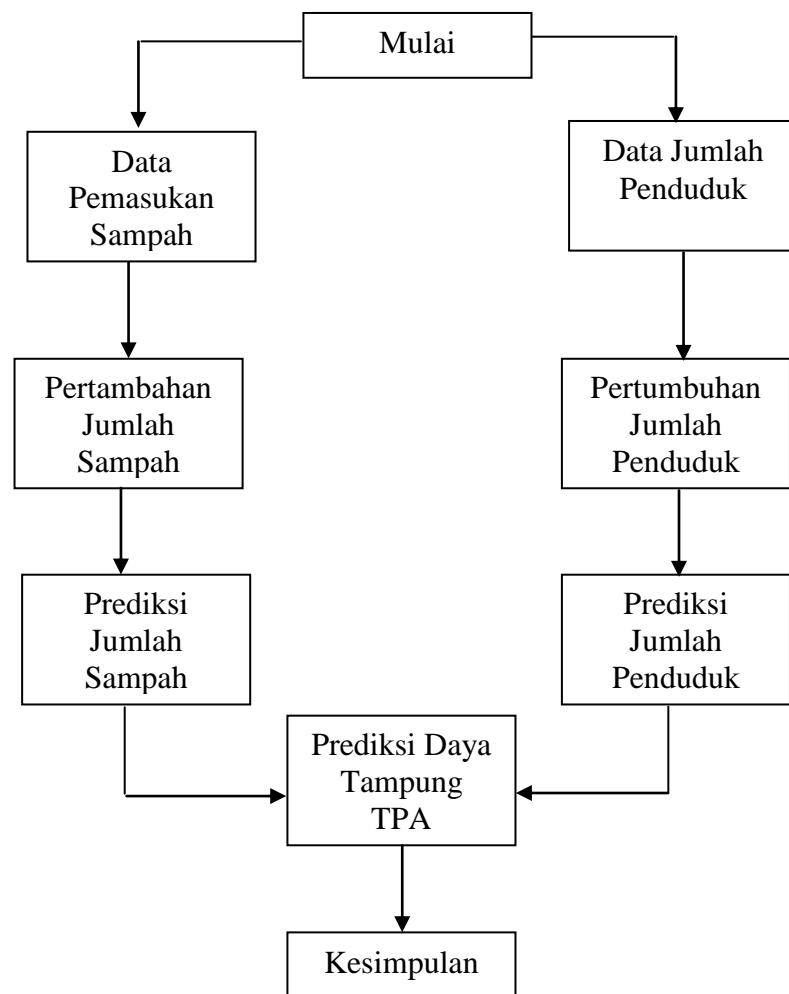 Mulai
Data
Pemasukan
Sampah
Data Jumlah
Penduduk
Pertambahan
Jumlah
Sampah
Pertumbuhan
Jumlah
Penduduk
Prediksi
Jumlah
Sampah
Prediksi
Jumlah
Penduduk
Prediksi Daya
Tampung
TPA
Kesimpulan